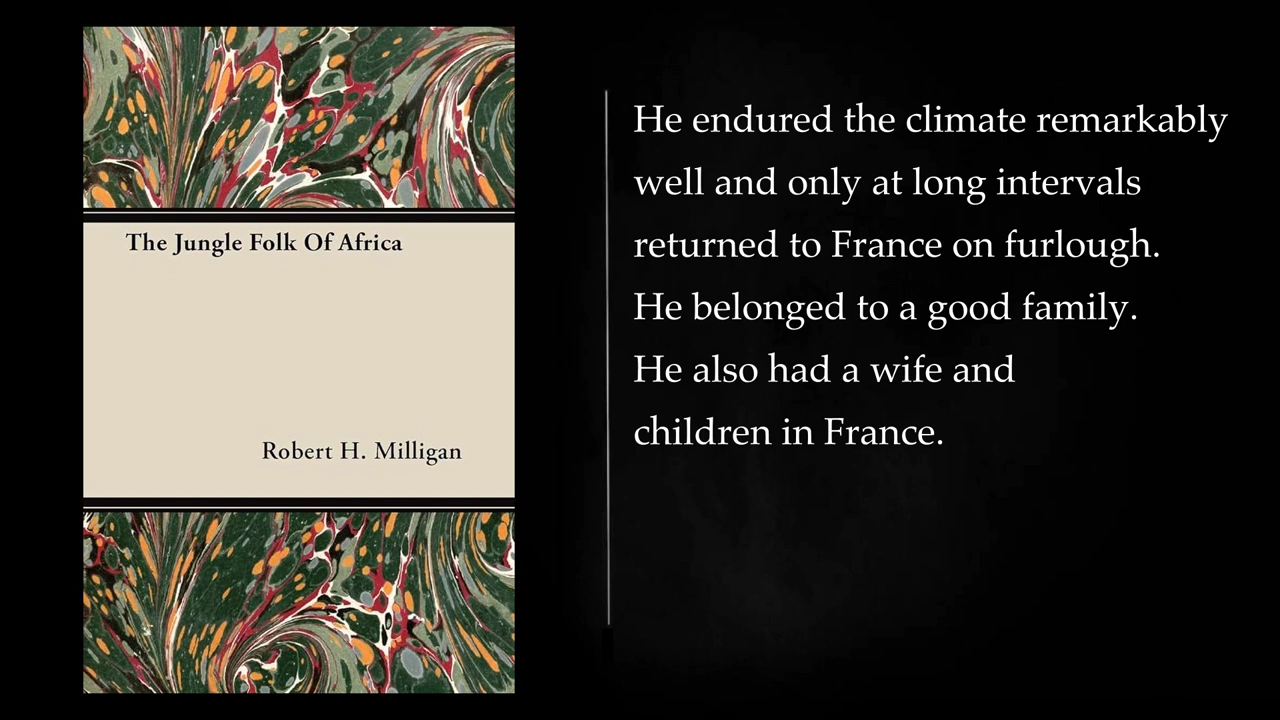 The Jungle Folk Of Africa
Robert H. Milligan
He endured the climate remarkably
well and only at long intervals
returned to France on furlough.
He belonged to a good family.
He also had a wife and
children in France.